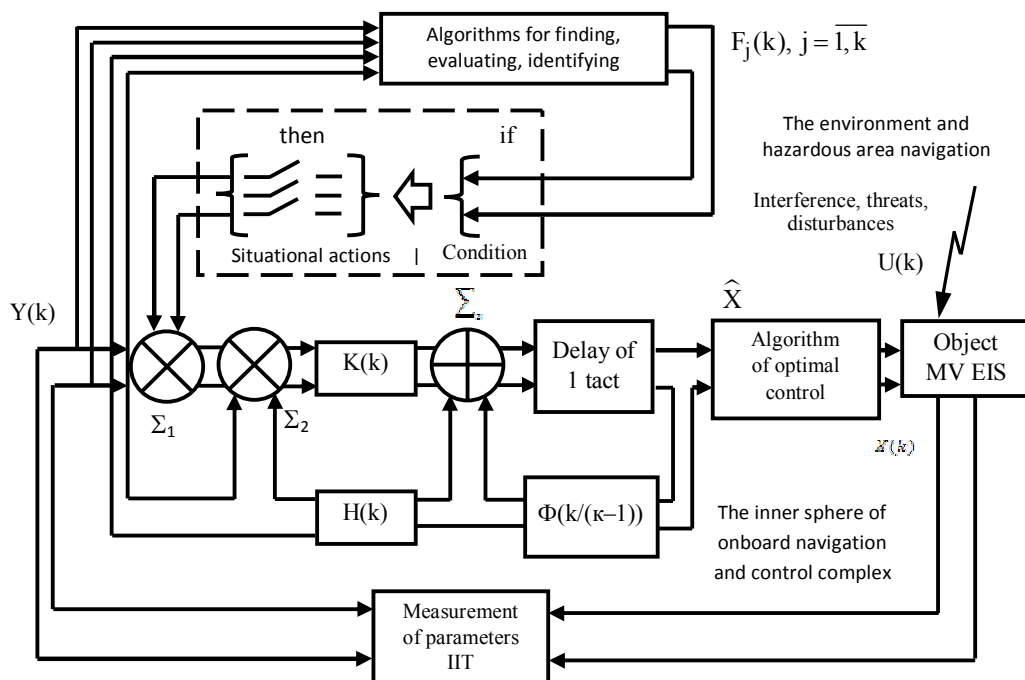 Algorithms for finding,
evaluating, identifying
F_j(k), j = \overline{1,k}
then
if
The environment and
hazardous area navigation
Interference, threats,
disturbances
Situational actions | Condition
U(k)
Y(k)
X̂
K(k)
Delay of
1 tact
Algorithm
of optimal
control
Object
MV EIS
Σ₁
Σ₂
X(k)
H(k)
Φ(k/(к–1))
The inner sphere of
onboard navigation
and control complex
Measurement
of parameters
IIT